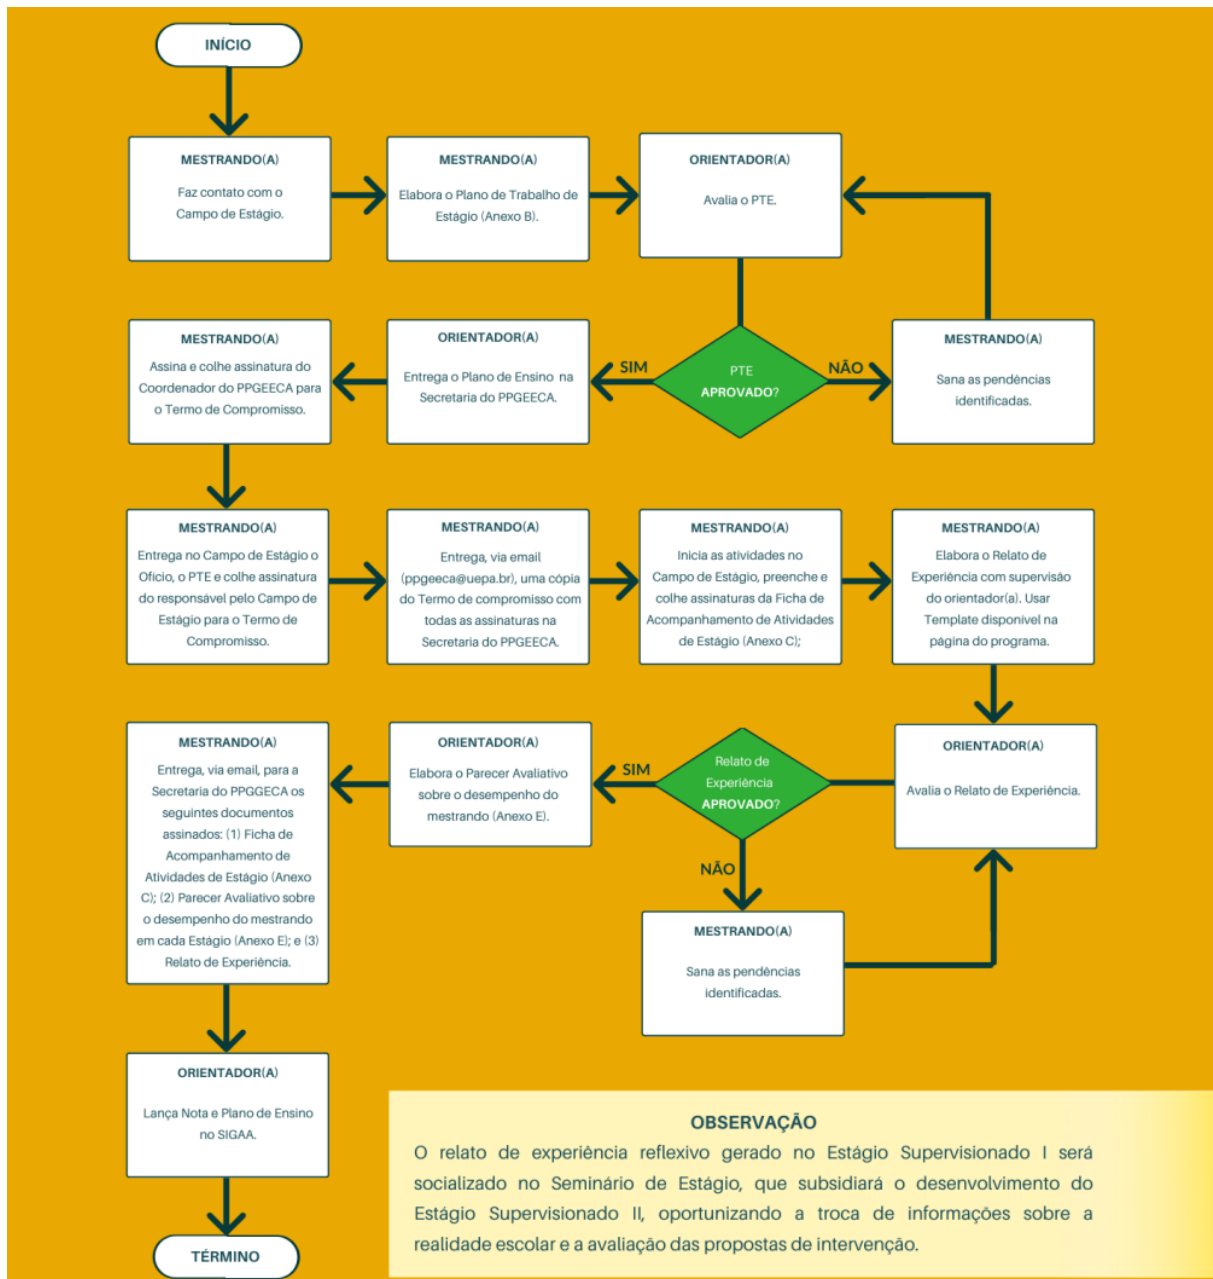 INÍCIO
MESTRANDO(A)
Faz contato com o
Campo de Estágio.
MESTRANDO(A)
Elabora o Plano de Trabalho de
Estágio (Anexo B).
ORIENTADOR(A)
Avalia o PTE.
PTE
APROVADO?
SIM
NÃO
MESTRANDO(A)
Sana as pendências
identificadas.
ORIENTADOR(A)
Entrega o Plano de Ensino na
Secretaria do PPGEECA.
MESTRANDO(A)
Assina e colhe assinatura do
Coordenador do PPGEECA para
o Termo de Compromisso.
MESTRANDO(A)
Entrega no Campo de Estágio o
Ofício, o PTE e colhe assinatura
do responsável pelo Campo de
Estágio para o Termo de
Compromisso.
MESTRANDO(A)
Entrega, via email
(ppgeeca@uepa.br), uma cópia
do Termo de compromisso com
todas as assinaturas na
Secretaria do PPGEECA.
MESTRANDO(A)
Inicia as atividades no
Campo de Estágio, preenche e
colhe assinaturas da Ficha de
Acompanhamento de Atividades
de Estágio (Anexo C);
MESTRANDO(A)
Elabora o Relato de
Experiência com supervisão
do orientador(a). Usar
Template disponível na
página do programa.
ORIENTADOR(A)
Avalia o Relato de Experiência.
Relato de
Experiência
APROVADO?
SIM
NÃO
MESTRANDO(A)
Sana as pendências
identificadas.
ORIENTADOR(A)
Elabora o Parecer Avaliativo
sobre o desempenho do
mestrando (Anexo E).
MESTRANDO(A)
Entrega, via email, para a
Secretaria do PPGGECA os
seguintes documentos
assinados: (1) Ficha de
Acompanhamento de
Atividades de Estágio (Anexo
C); (2) Parecer Avaliativo sobre
o desempenho do mestrando
em cada Estágio (Anexo E); e (3)
Relato de Experiência.
ORIENTADOR(A)
Lança Nota e Plano de Ensino
no SIGAA.
TÉRMINO
OBSERVAÇÃO
O relato de experiência reflexivo gerado no Estágio Supervisionado I será
socializado no Seminário de Estágio, que subsidiará o desenvolvimento do
Estágio Supervisionado II, oportunizando a troca de informações sobre a
realidade escolar e a avaliação das propostas de intervenção.